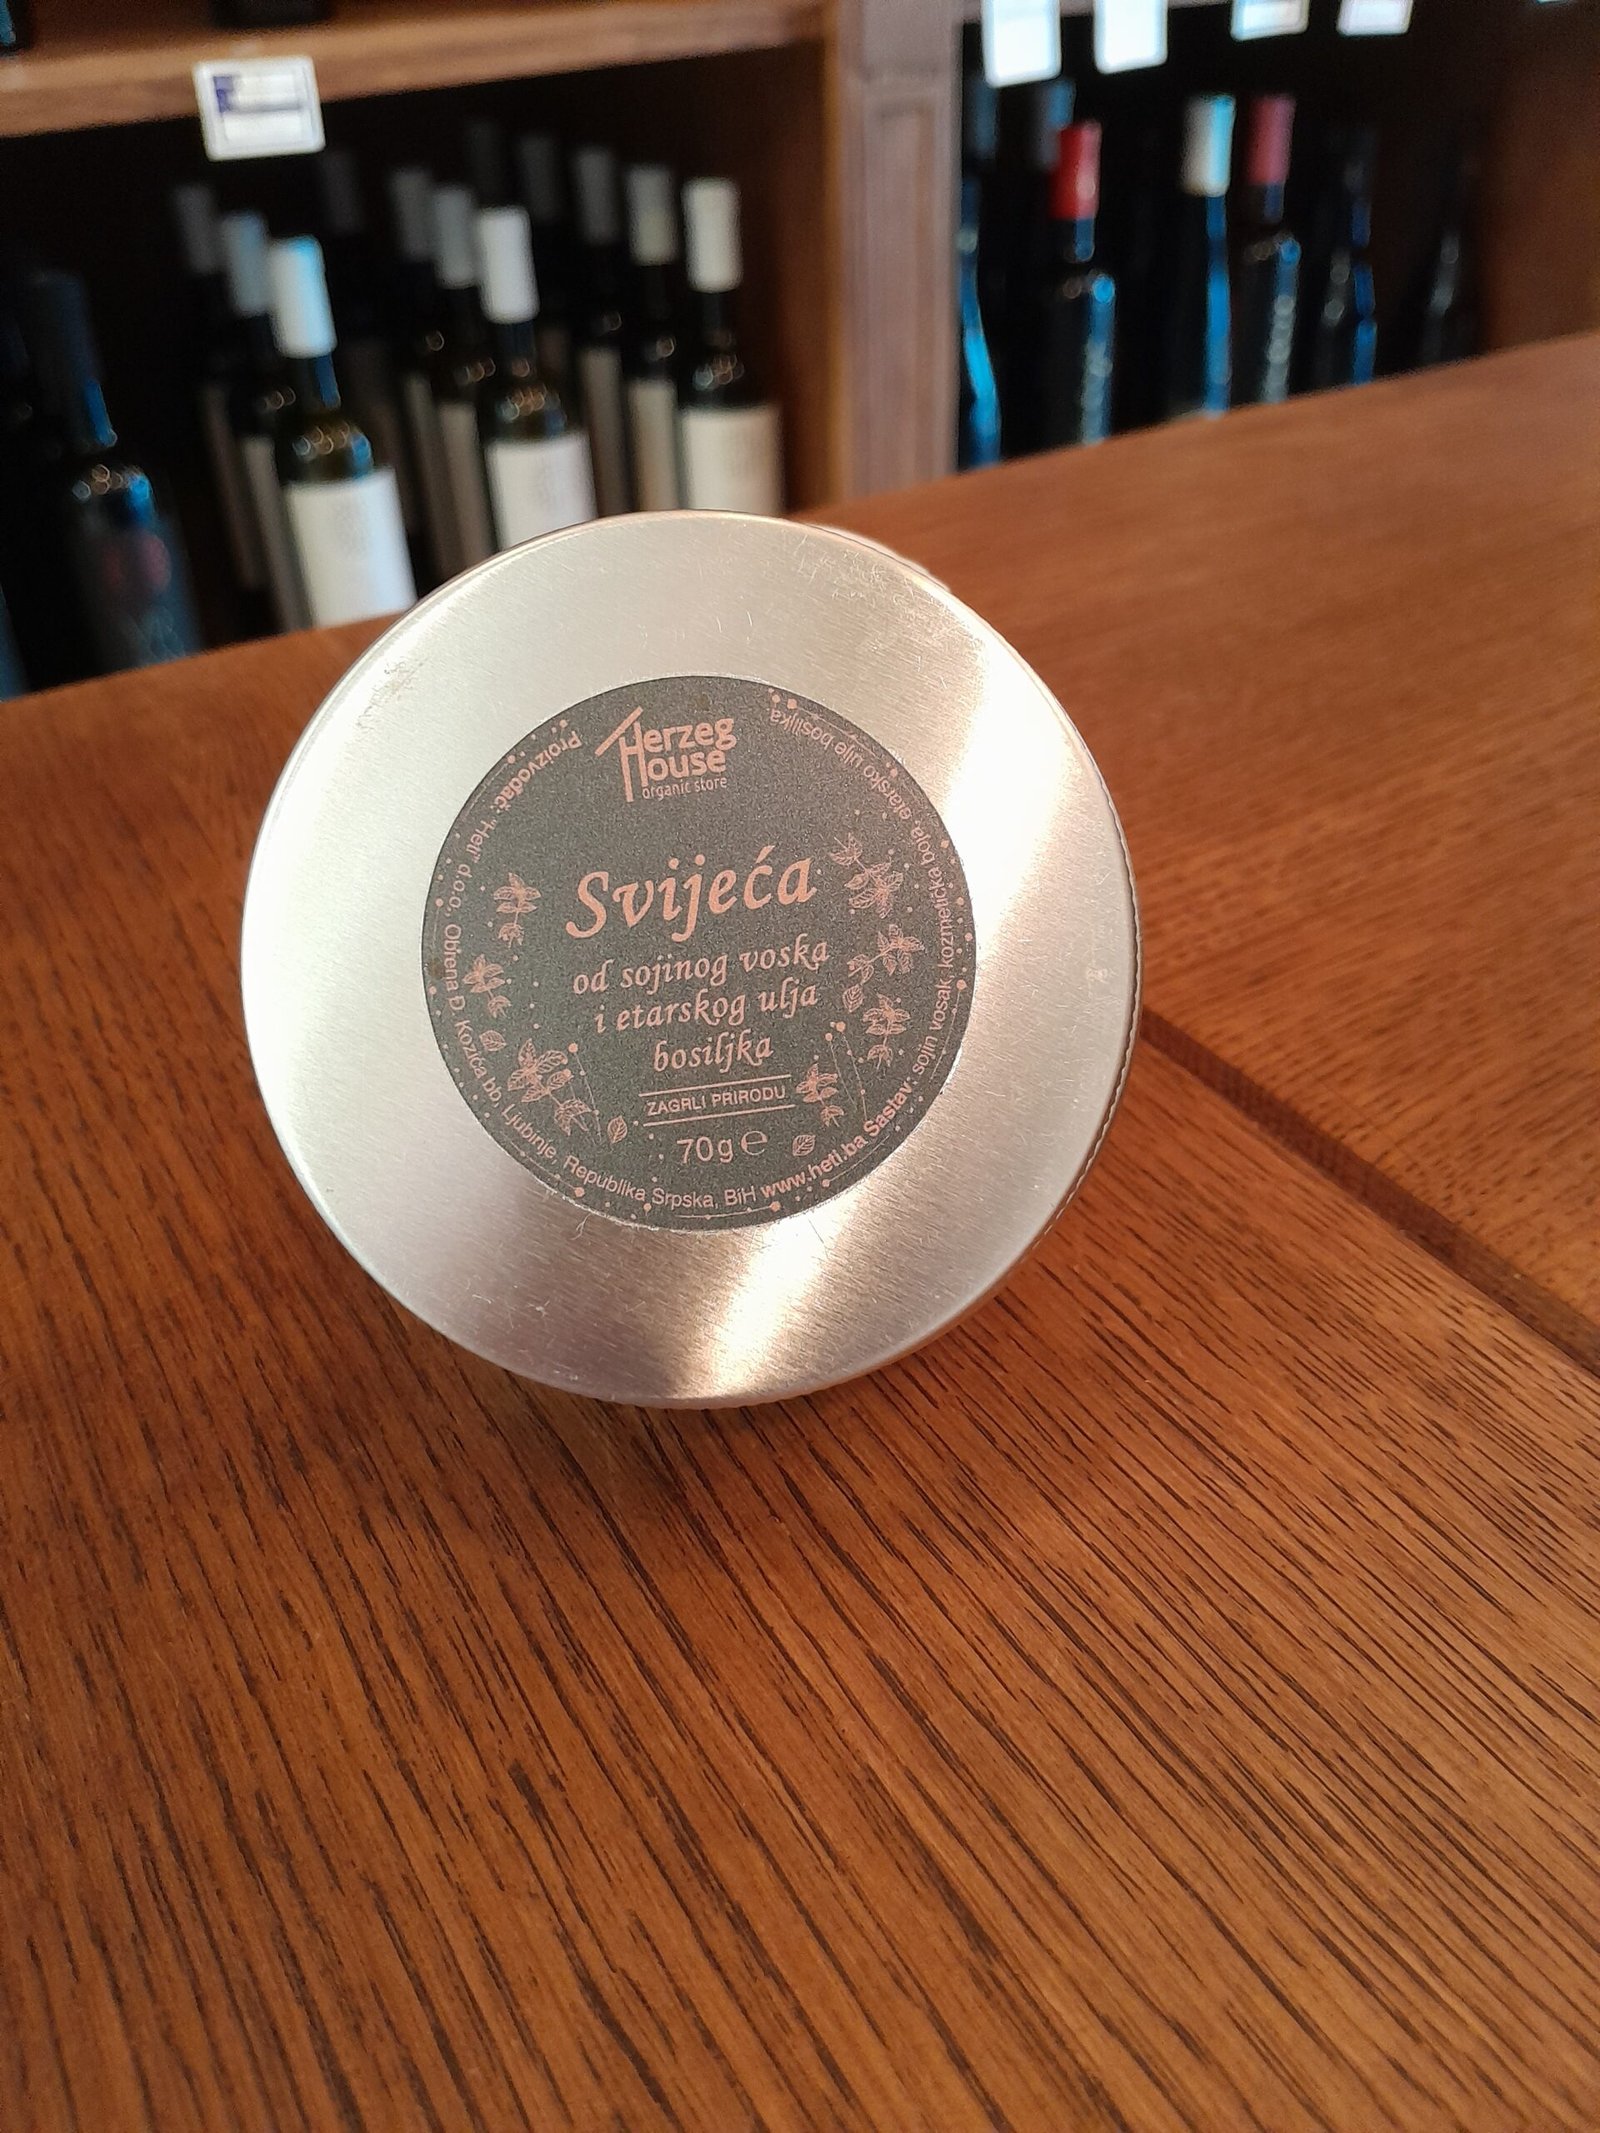 Herzeg
House
organic store
Svijeća
od sojinog voska
i etarskog ulja
bosiljka
ZAGRLI PRIRODU
70g℮
Proizvođač: "Heti" d.o.o., Obrena Đ. Kozića bb, Ljubinje, Republika Srpska, BiH www.heti.ba Sastav: sojin vosak, kozmetička boja, etarsko ulje bosiljka